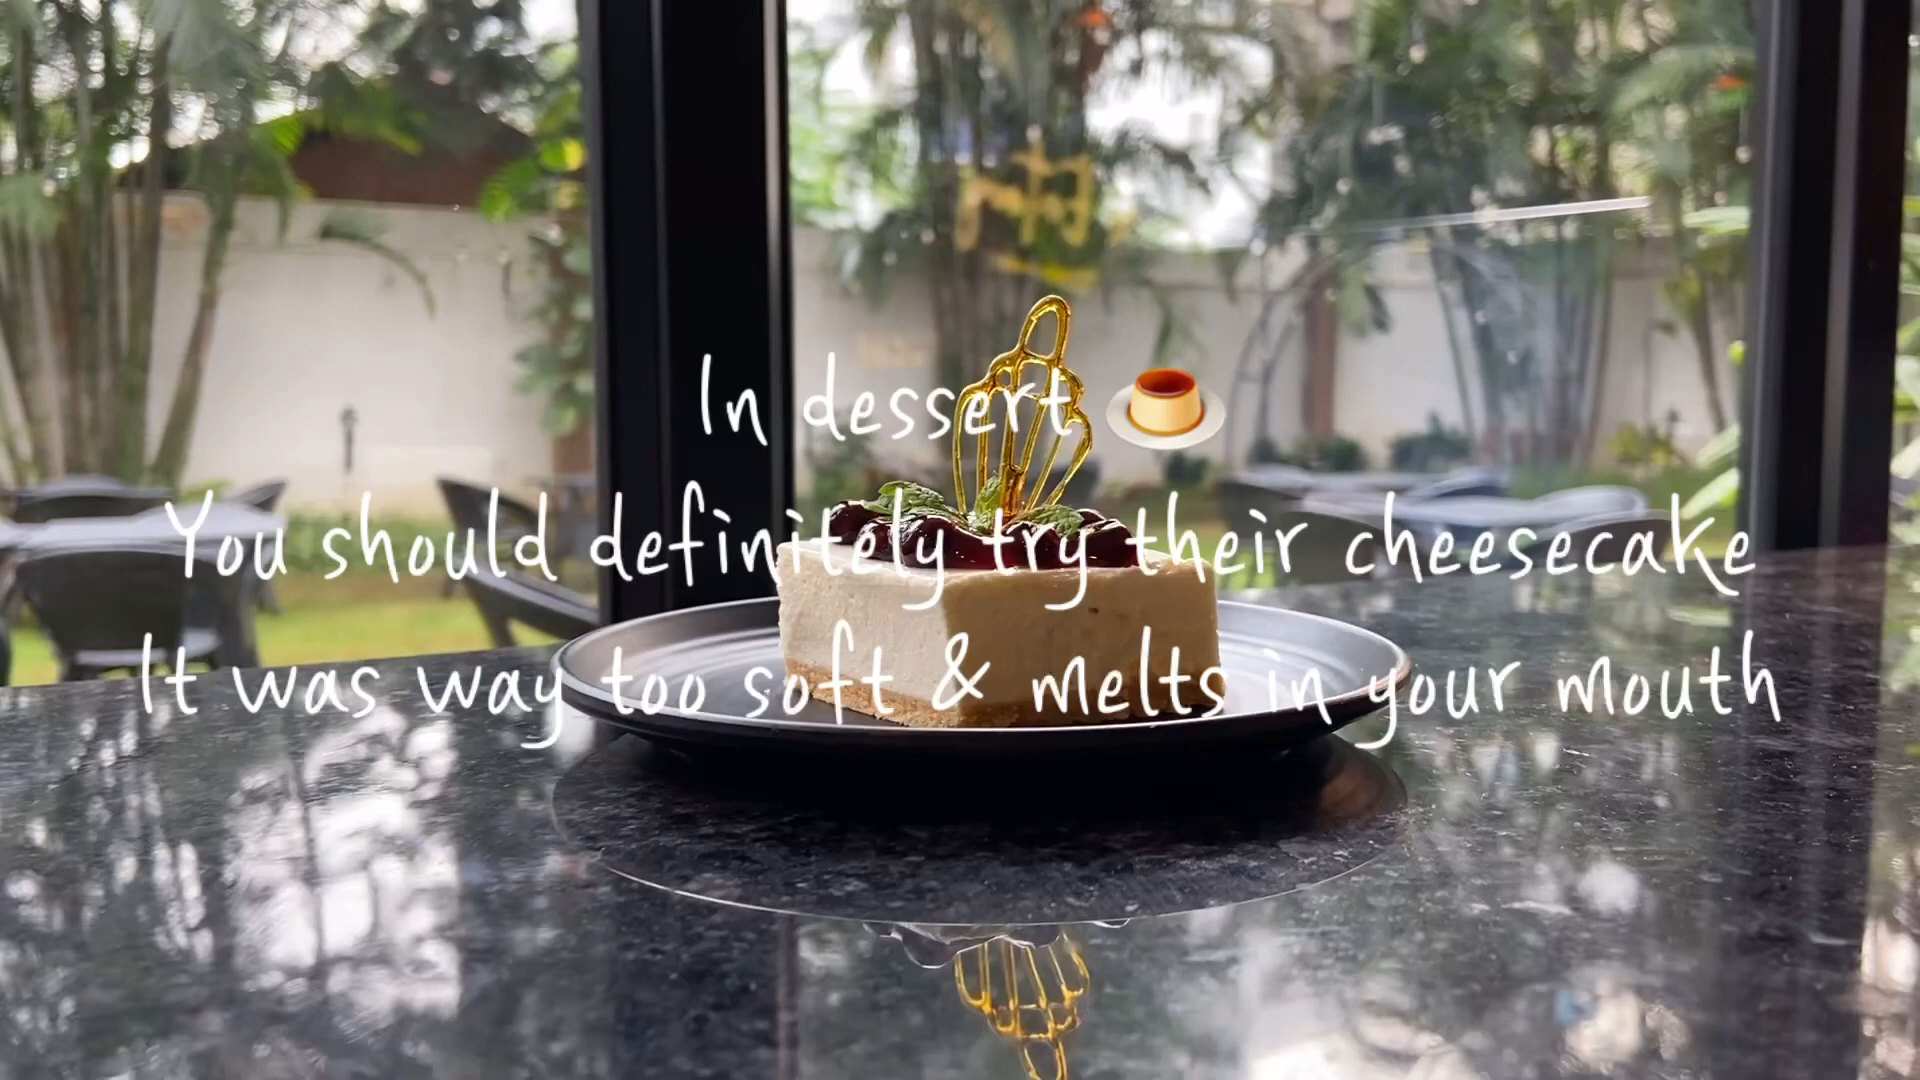 In dessert 🍮
You should definitely try their cheesecake
It was way too soft & melts in your mouth